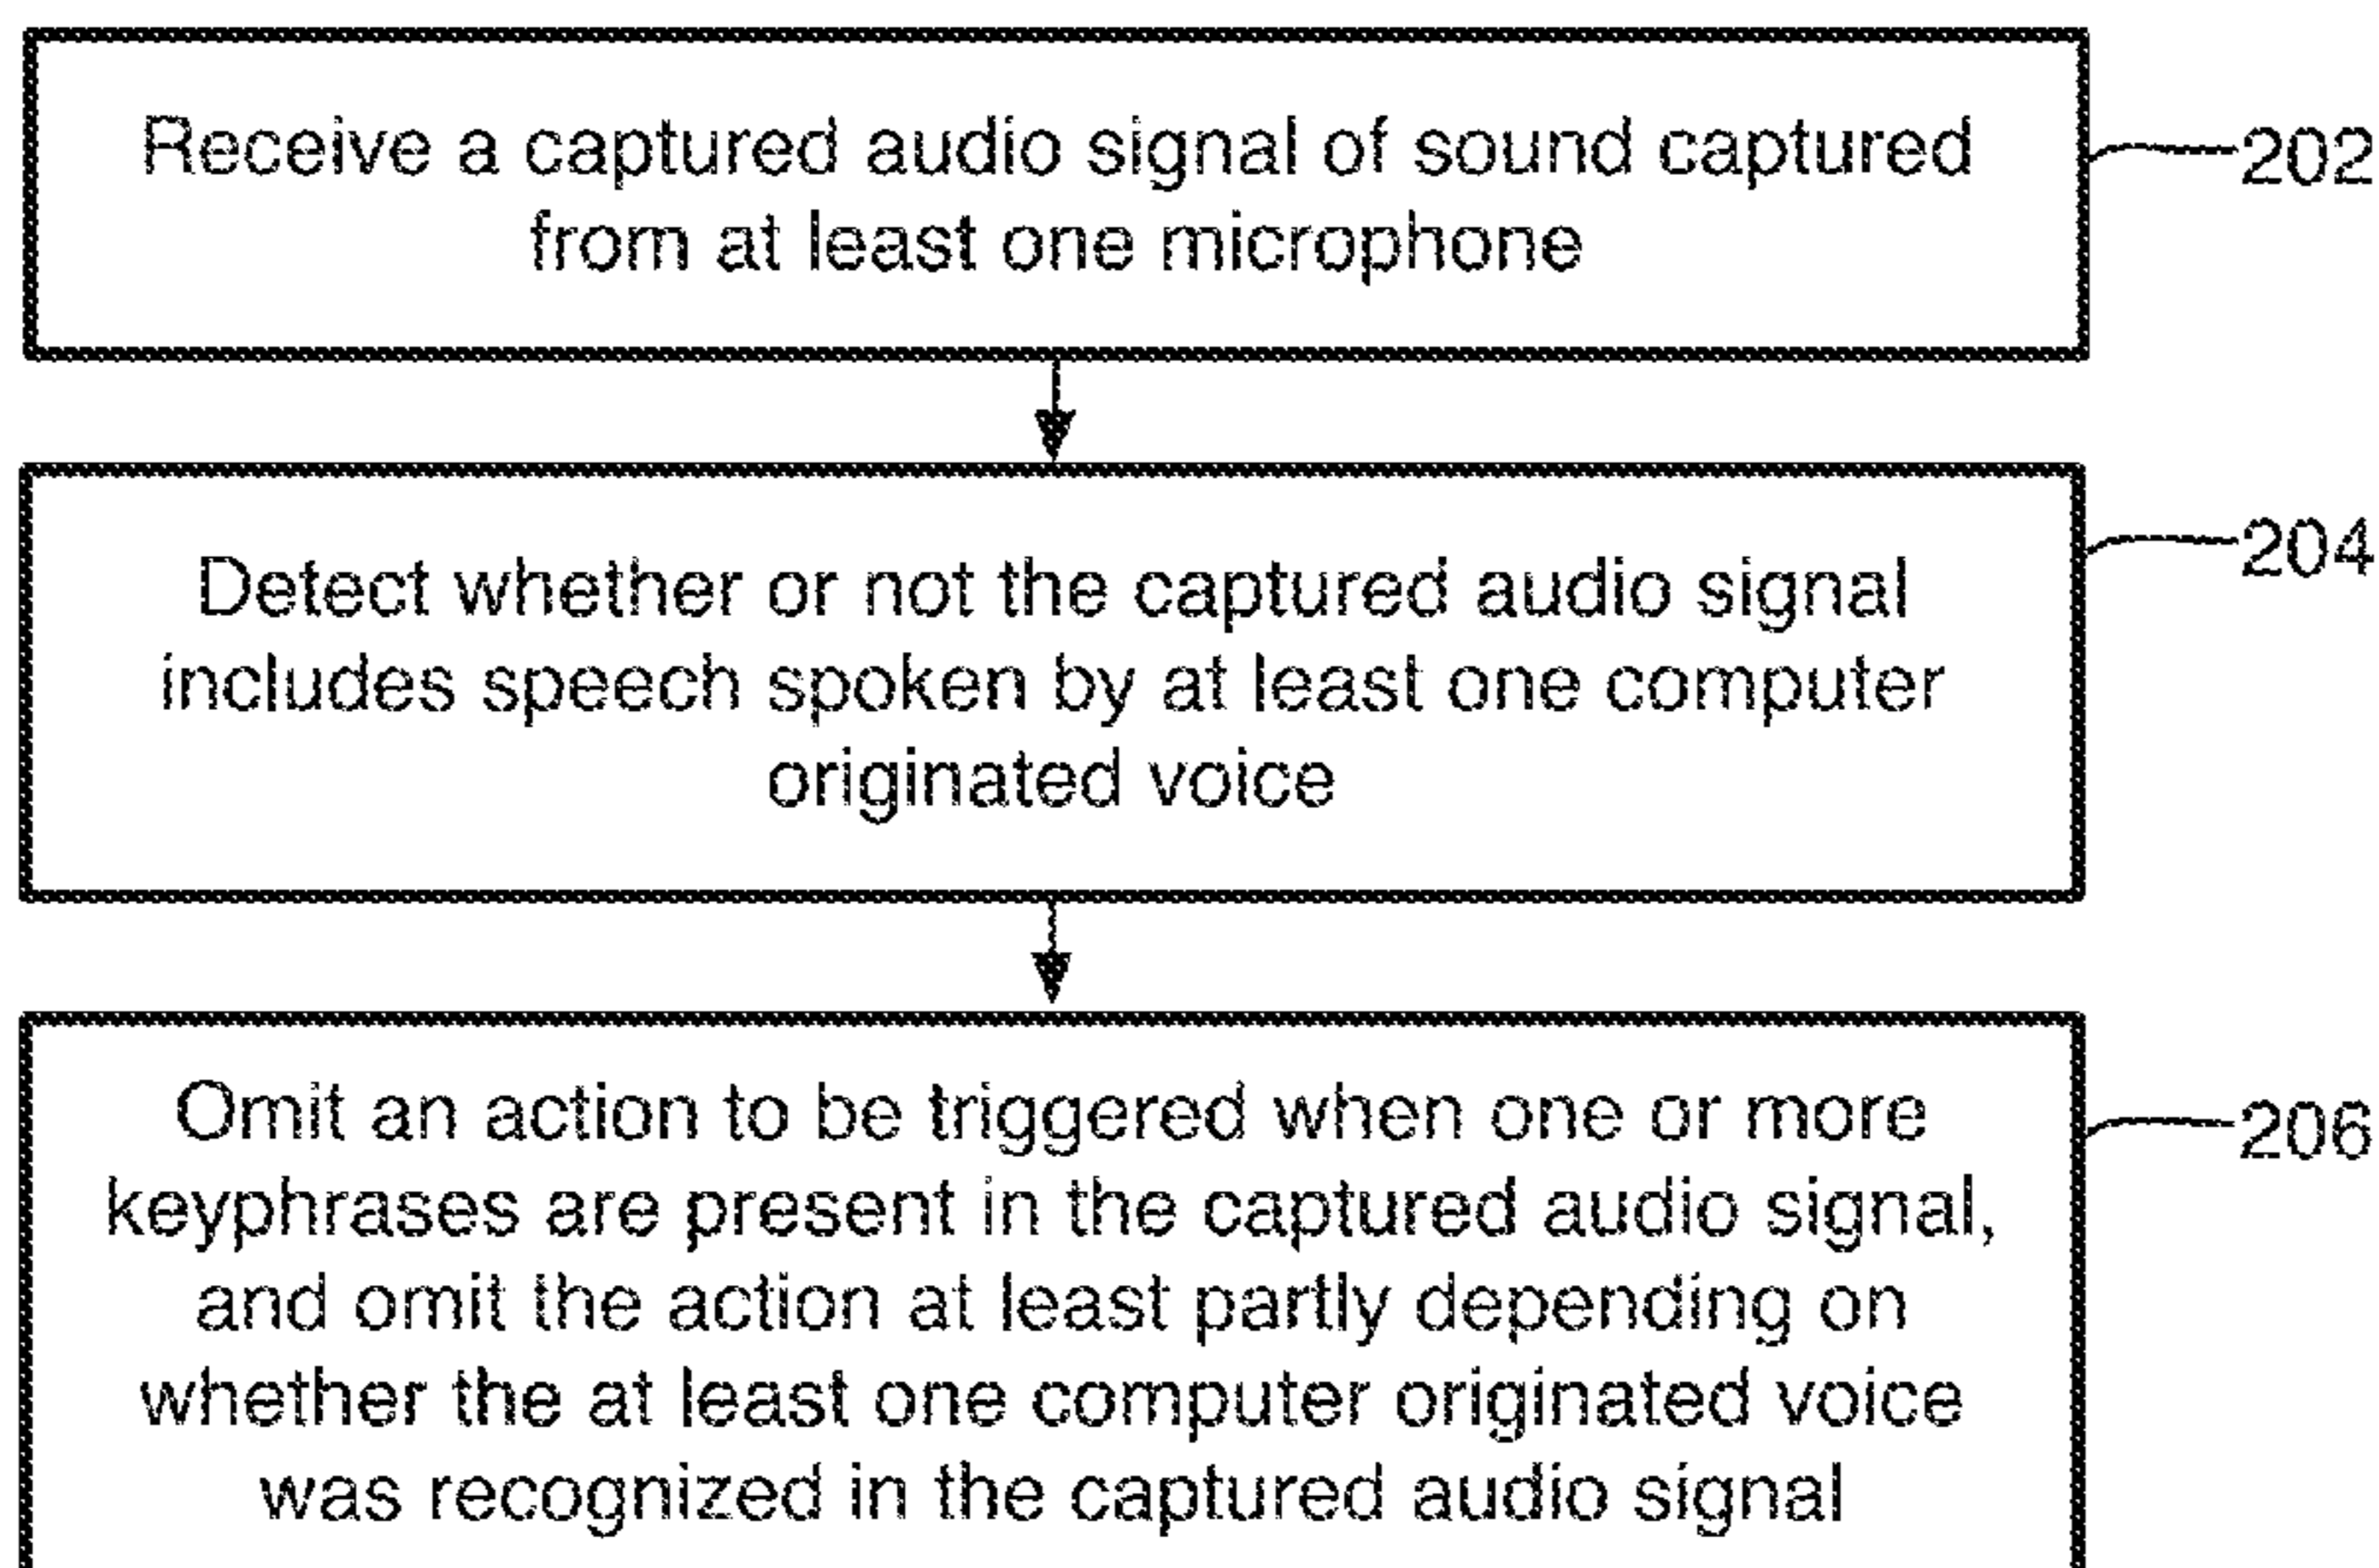 Receive a captured audio signal of sound captured
from at least one microphone
202
Detect whether or not the captured audio signal
includes speech spoken by at least one computer
originated voice
204
Omit an action to be triggered when one or more
keyphrases are present in the captured audio signal,
and omit the action at least partly depending on
whether the at least one computer originated voice
was recognized in the captured audio signal
206